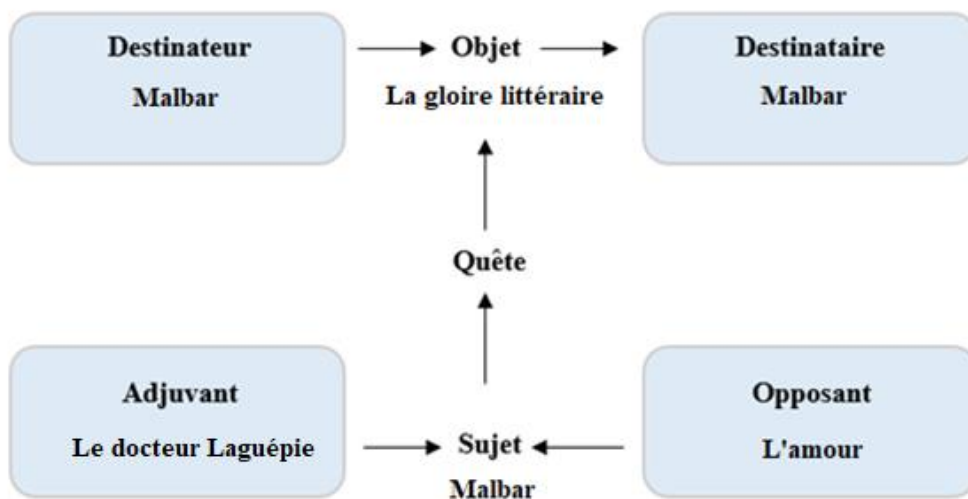 Destinateur
Malbar
Objet
La gloire littéraire
Destinataire
Malbar
Quête
Adjuvant
Le docteur Laguépie
Sujet
Malbar
Opposant
L'amour